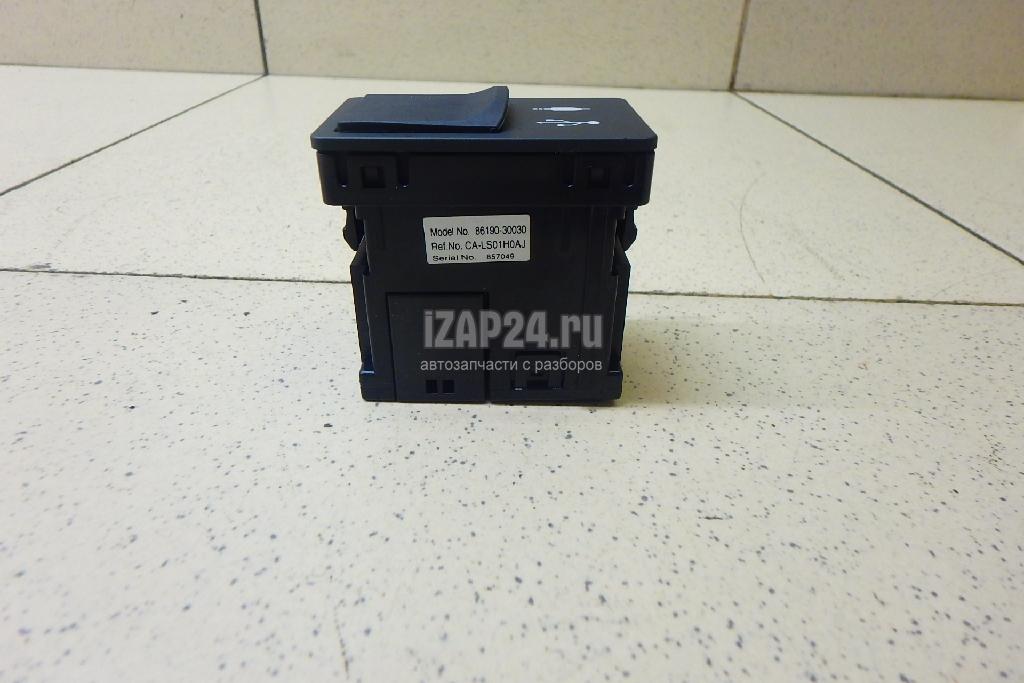 Model No. 86190-30030
Ref.No. CA-LS01H0AJ
Serial No. 857049
iZAP24.ru
автозапчасти с разборов